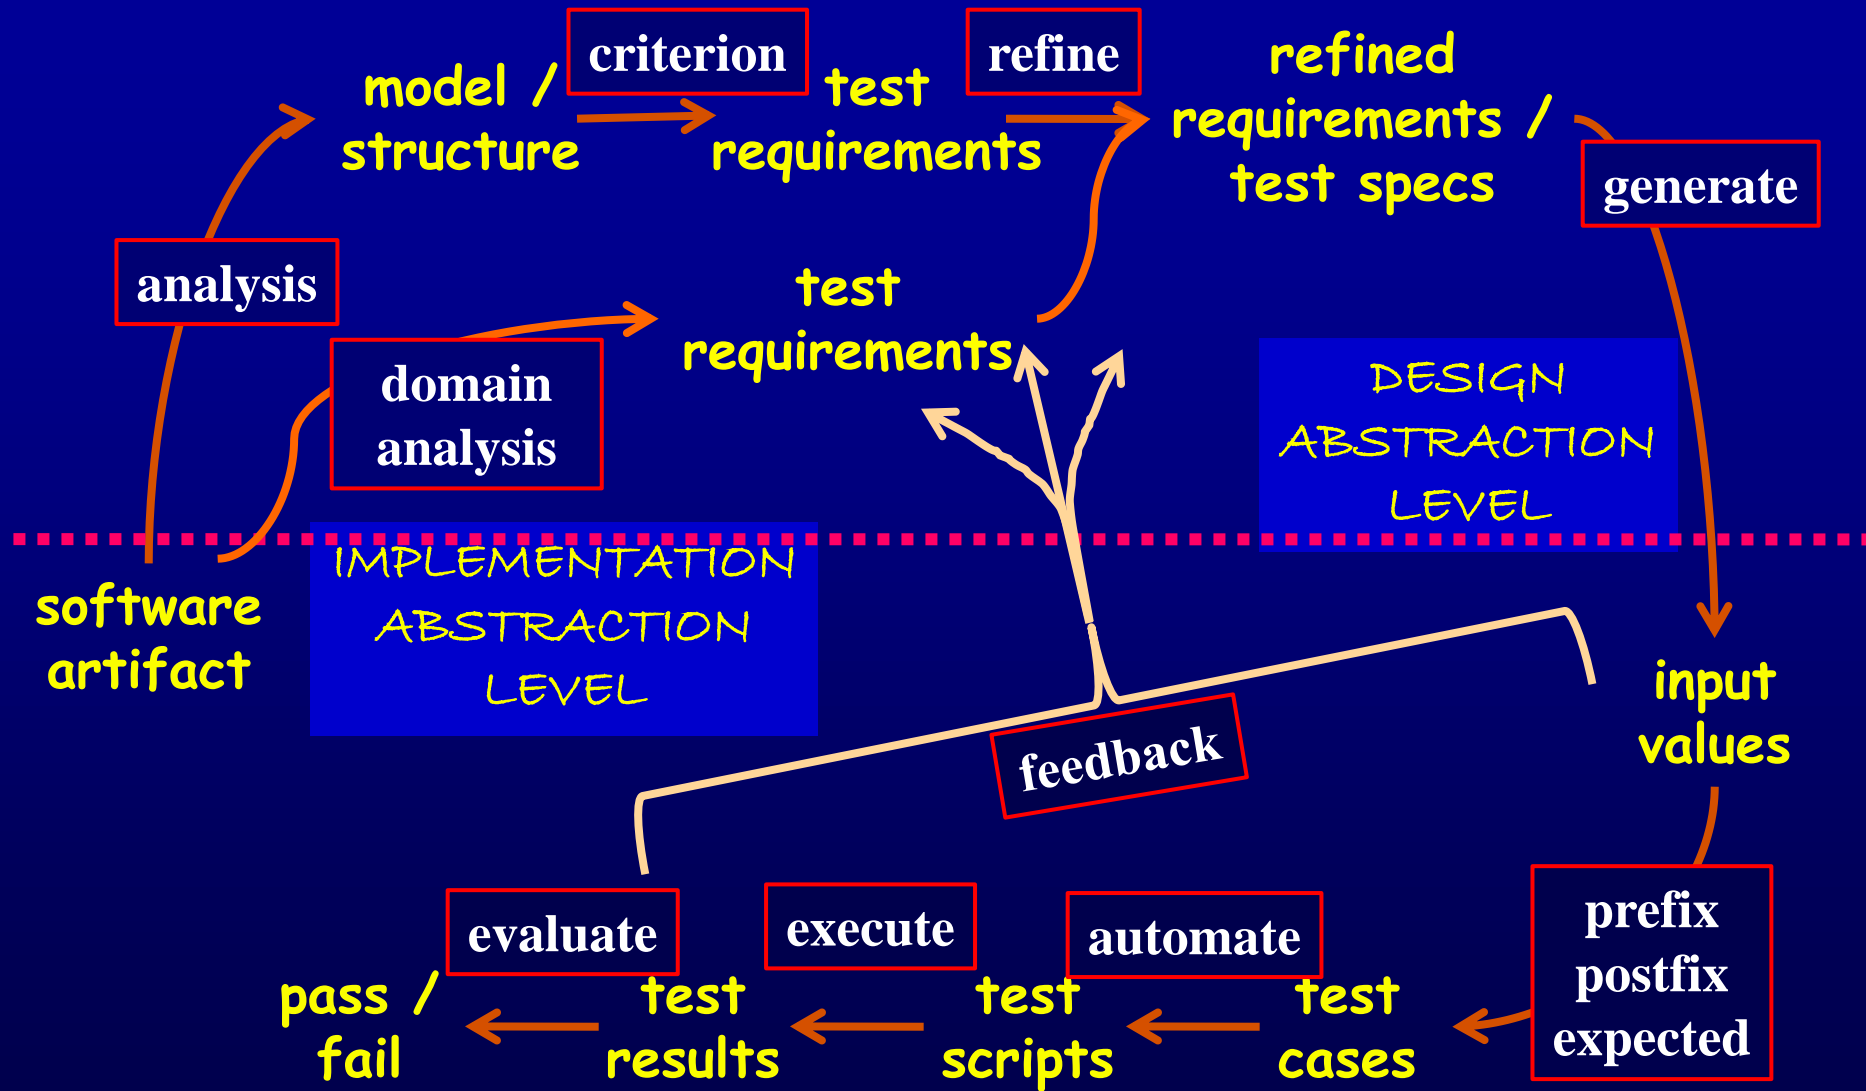 criterion
refine
model /
structure
test
requirements
refined
requirements /
test specs
generate
analysis
test
requirements
domain
analysis
DESIGN
ABSTRACTION
LEVEL
IMPLEMENTATION
ABSTRACTION
LEVEL
software
artifact
input
values
feedback
prefix
postfix
expected
evaluate
execute
automate
pass /
fail
test
results
test
scripts
test
cases